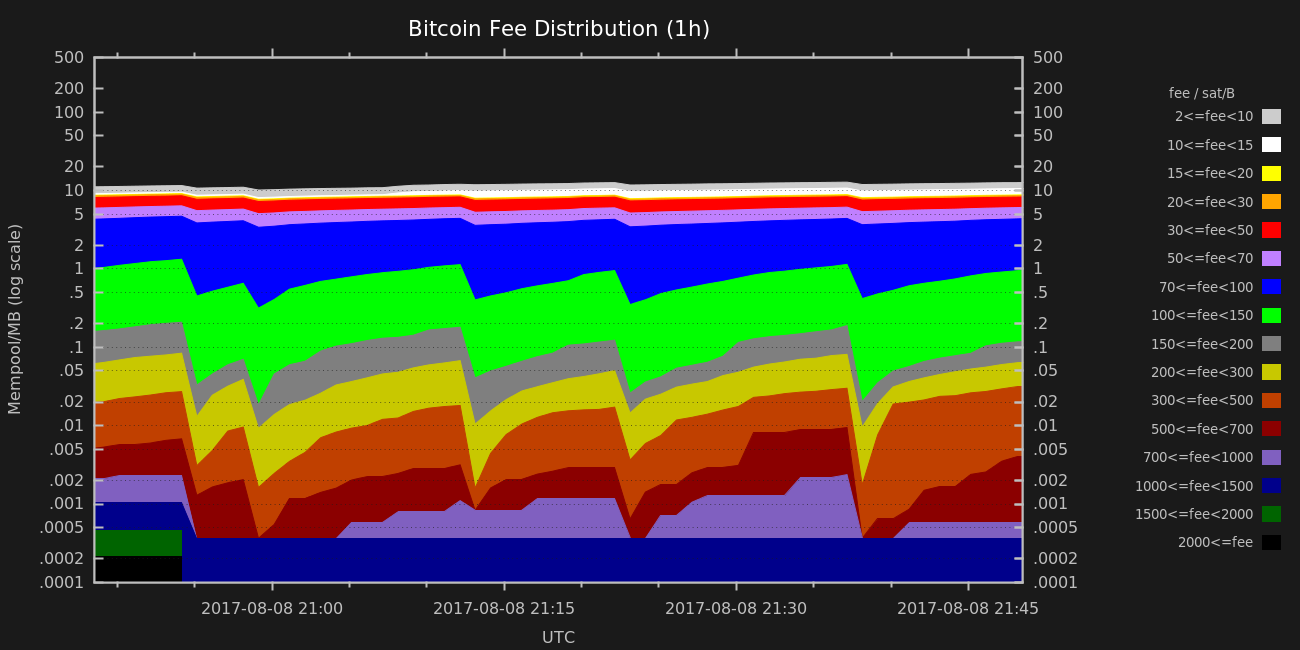 Bitcoin Fee Distribution (1h)
500
200
100
50
20
10
5
2
1
.5
.2
.1
.05
.02
.01
.005
.002
.001
.0005
.0002
.0001
Mempool/MB (log scale)
500
200
100
50
20
10
5
2
1
.5
.2
.1
.05
.02
.01
.005
.002
.001
.0005
.0002
.0001
2017-08-08 21:00
2017-08-08 21:15
2017-08-08 21:30
2017-08-08 21:45
UTC
fee / sat/B
2<=fee<10
10<=fee<15
15<=fee<20
20<=fee<30
30<=fee<50
50<=fee<70
70<=fee<100
100<=fee<150
150<=fee<200
200<=fee<300
300<=fee<500
500<=fee<700
700<=fee<1000
1000<=fee<1500
1500<=fee<2000
2000<=fee